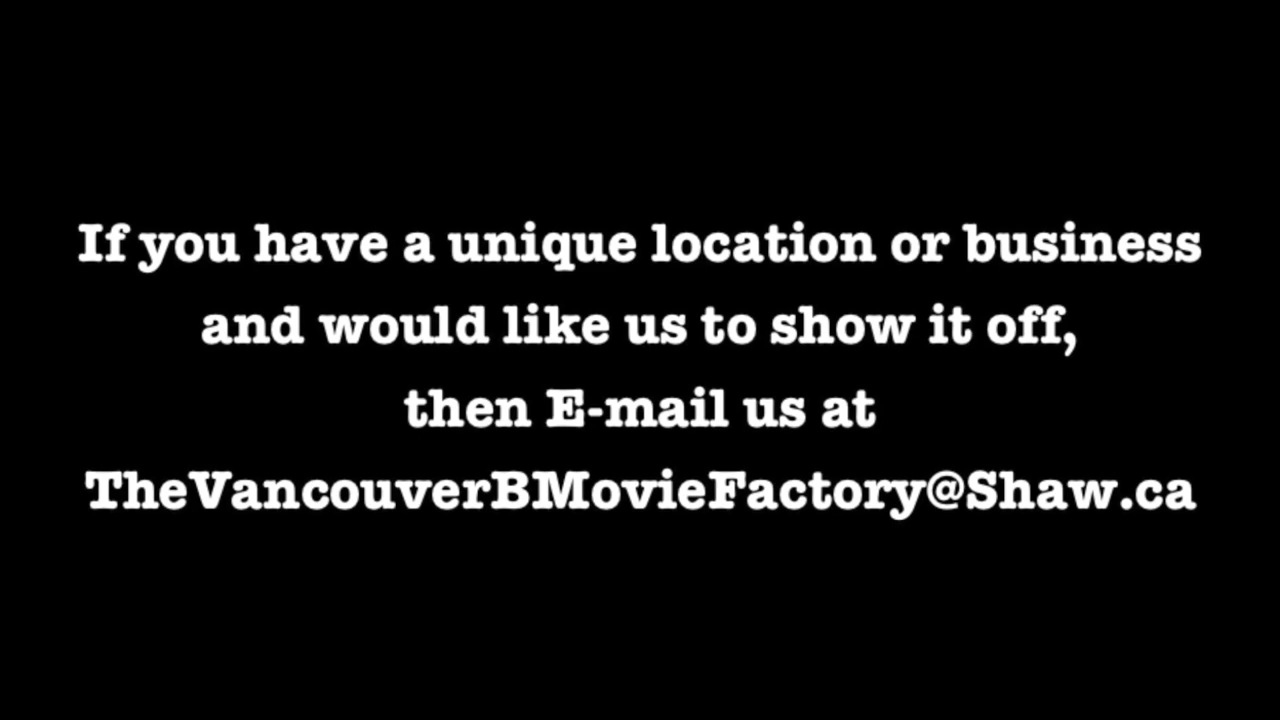 If you have a unique location or business
and would like us to show it off,
then E-mail us at
TheVancouverBMovieFactory@Shaw.ca